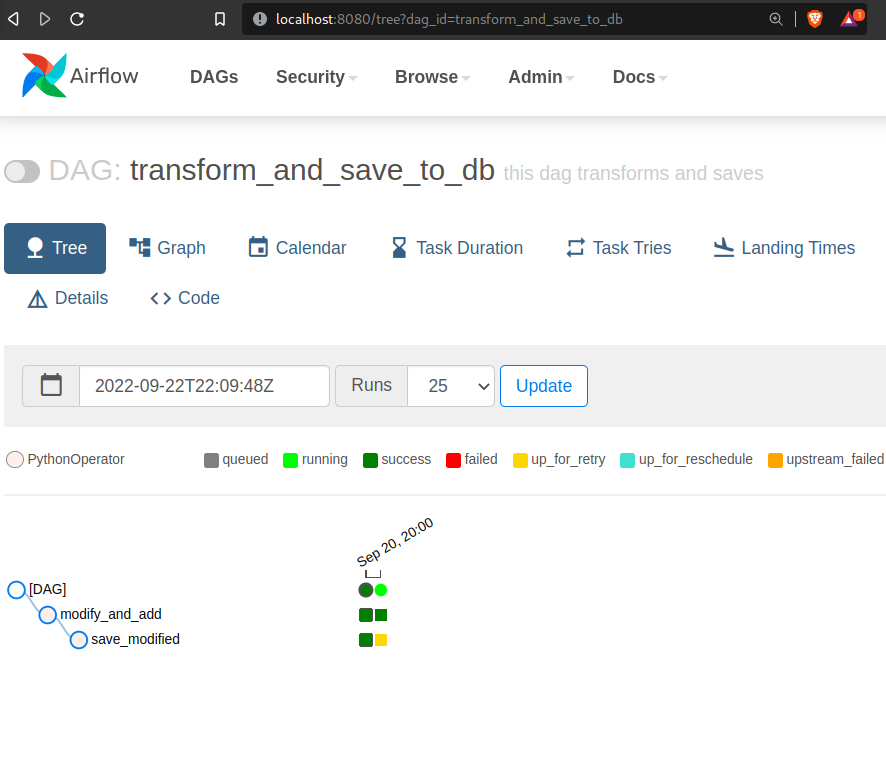 localhost:8080/tree?dag_id=transform_and_save_to_db 1
Airflow DAGs Security Browse Admin Docs
DAG: transform_and_save_to_db this dag transforms and saves
Tree Graph Calendar Task Duration Task Tries Landing Times
Details Code
2022-09-22T22:09:48Z Runs 25 Update
PythonOperator queued running success failed up_for_retry up_for_reschedule upstream_failed
Sep 20, 20:00
[DAG]
modify_and_add
save_modified